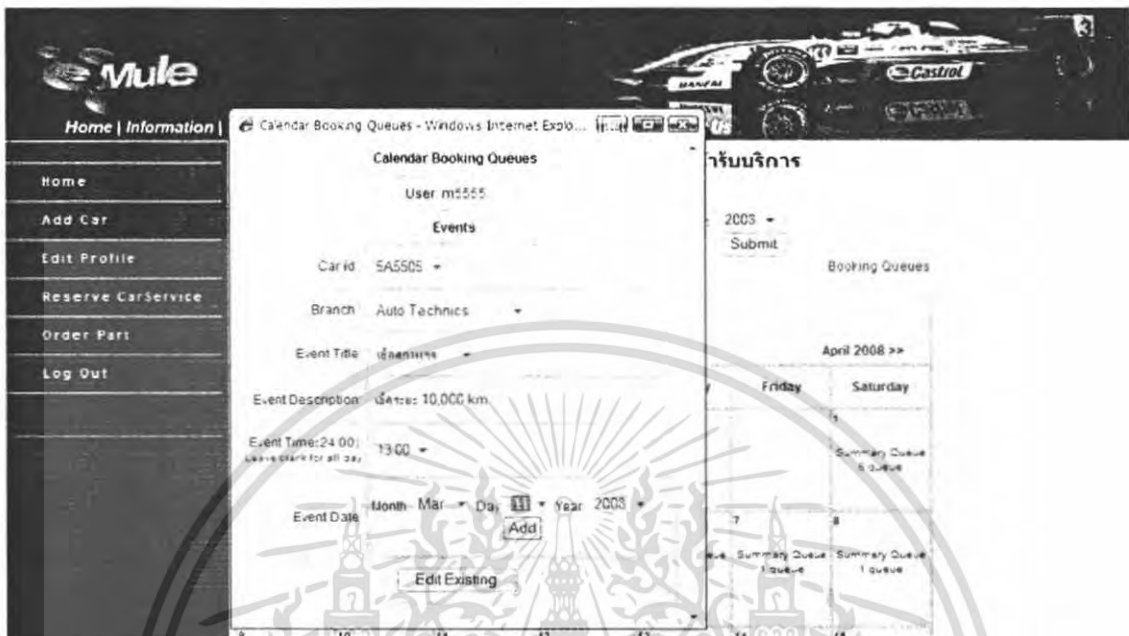 Mule
Castrol
Home | Information |
Calendar Booking Queues - Windows Internet Explo...
Us
Calendar Booking Queues
User m5555
Events
Car id 5A5505
Branch Auto Technics
Event Title
Event Description 10,000 km
Event Time(24:00)
Leave blank for all day
13:00
Event Date Month Mar Day 11 Year 2008
Add
Edit Existing
Home
Add Car
Edit Profile
Reserve CarService
Order Part
Log Out
ารับบริการ
2008
Submit
Booking Queues
April 2008 >>
Friday Saturday
1
Summary Queue
6 queue
7 8
Summary Queue Summary Queue
1 queue 1 queue